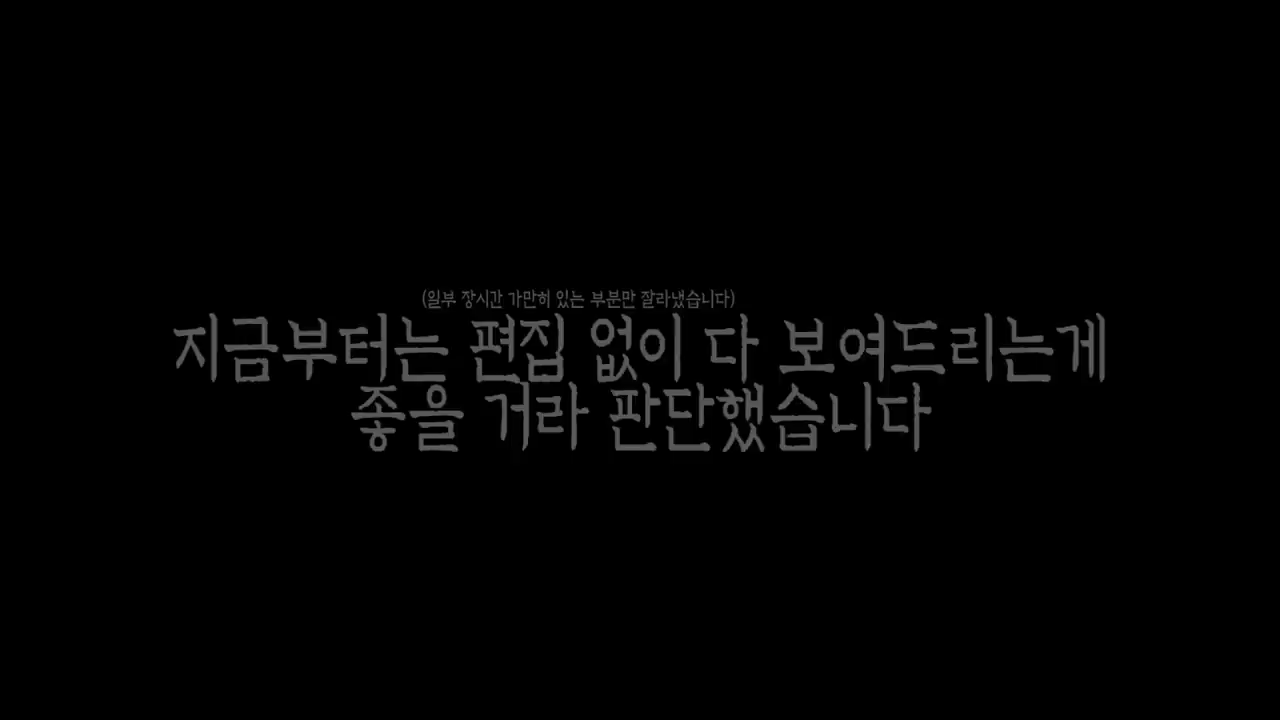 (일부 장시간 가만히 있는 부분만 잘라냈습니다)
지금부터는 편집 없이 다 보여드리는게
좋을 거라 판단했습니다